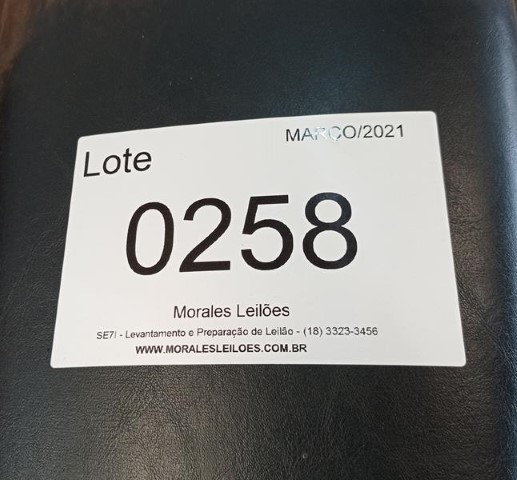 MARÇO/2021
Lote
0258
Morales Leilões
SE7I - Levantamento e Preparação de Leilão - (18) 3323-3456
WWW.MORALESLEILOES.COM.BR